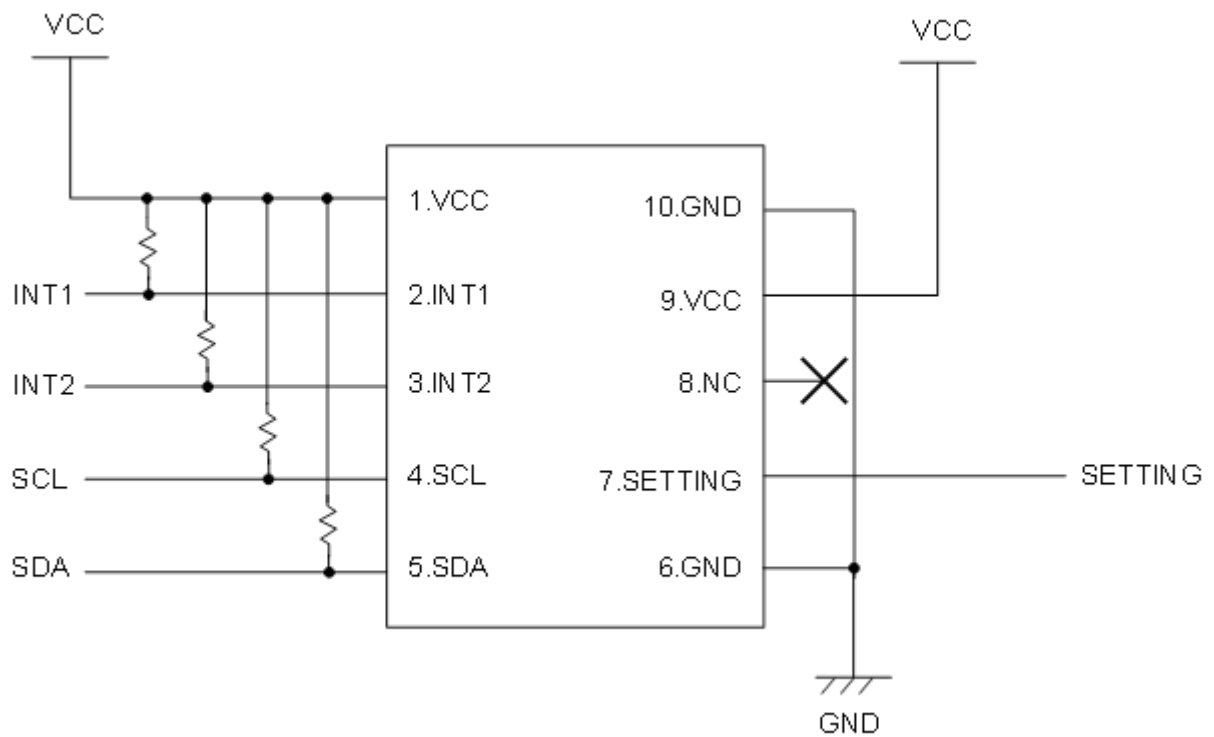 VCC
VCC
1.VCC
10.GND
INT1
2.INT1
9.VCC
INT2
3.INT2
8.NC
SCL
4.SCL
7.SETTING
SETTING
SDA
5.SDA
6.GND
GND